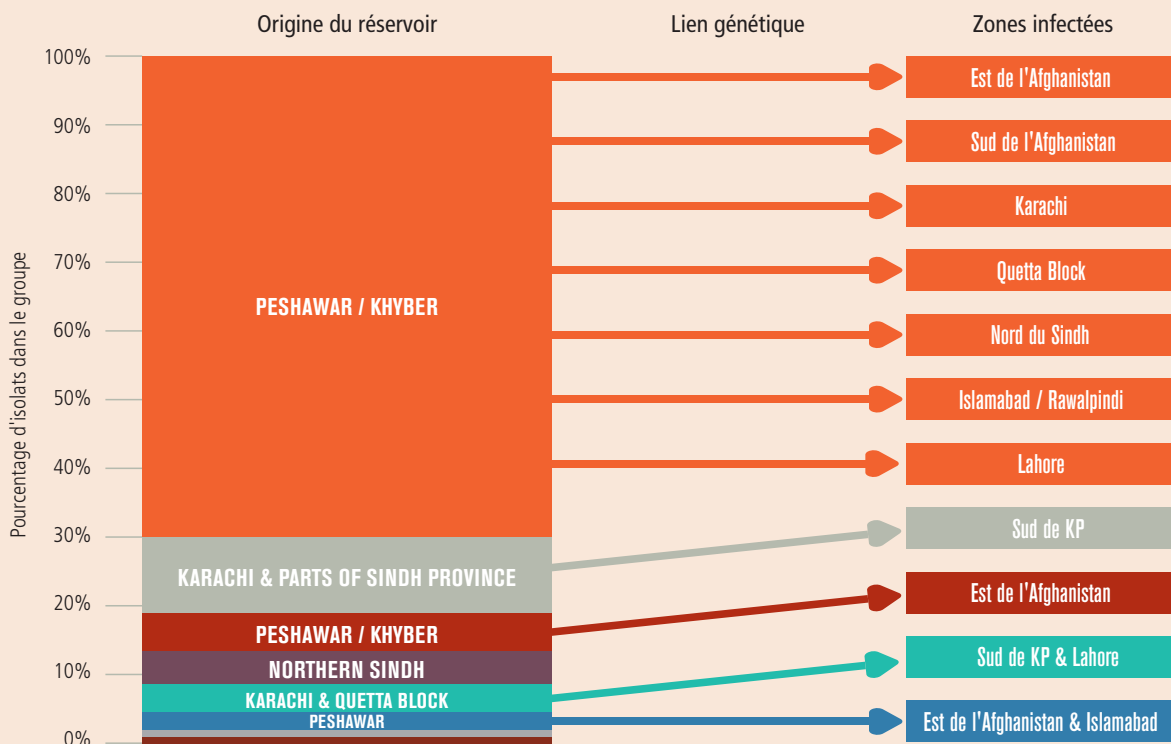 Origine du réservoir
Lien génétique
Zones infectées
Pourcentage d'isolats dans le groupe
100%
90%
80%
70%
60%
50%
40%
30%
20%
10%
0%
PESHAWAR / KHYBER
KARACHI & PARTS OF SINDH PROVINCE
PESHAWAR / KHYBER
NORTHERN SINDH
KARACHI & QUETTA BLOCK
PESHAWAR
Est de l'Afghanistan
Sud de l'Afghanistan
Karachi
Quetta Block
Nord du Sindh
Islamabad / Rawalpindi
Lahore
Sud de KP
Est de l'Afghanistan
Sud de KP & Lahore
Est de l'Afghanistan & Islamabad